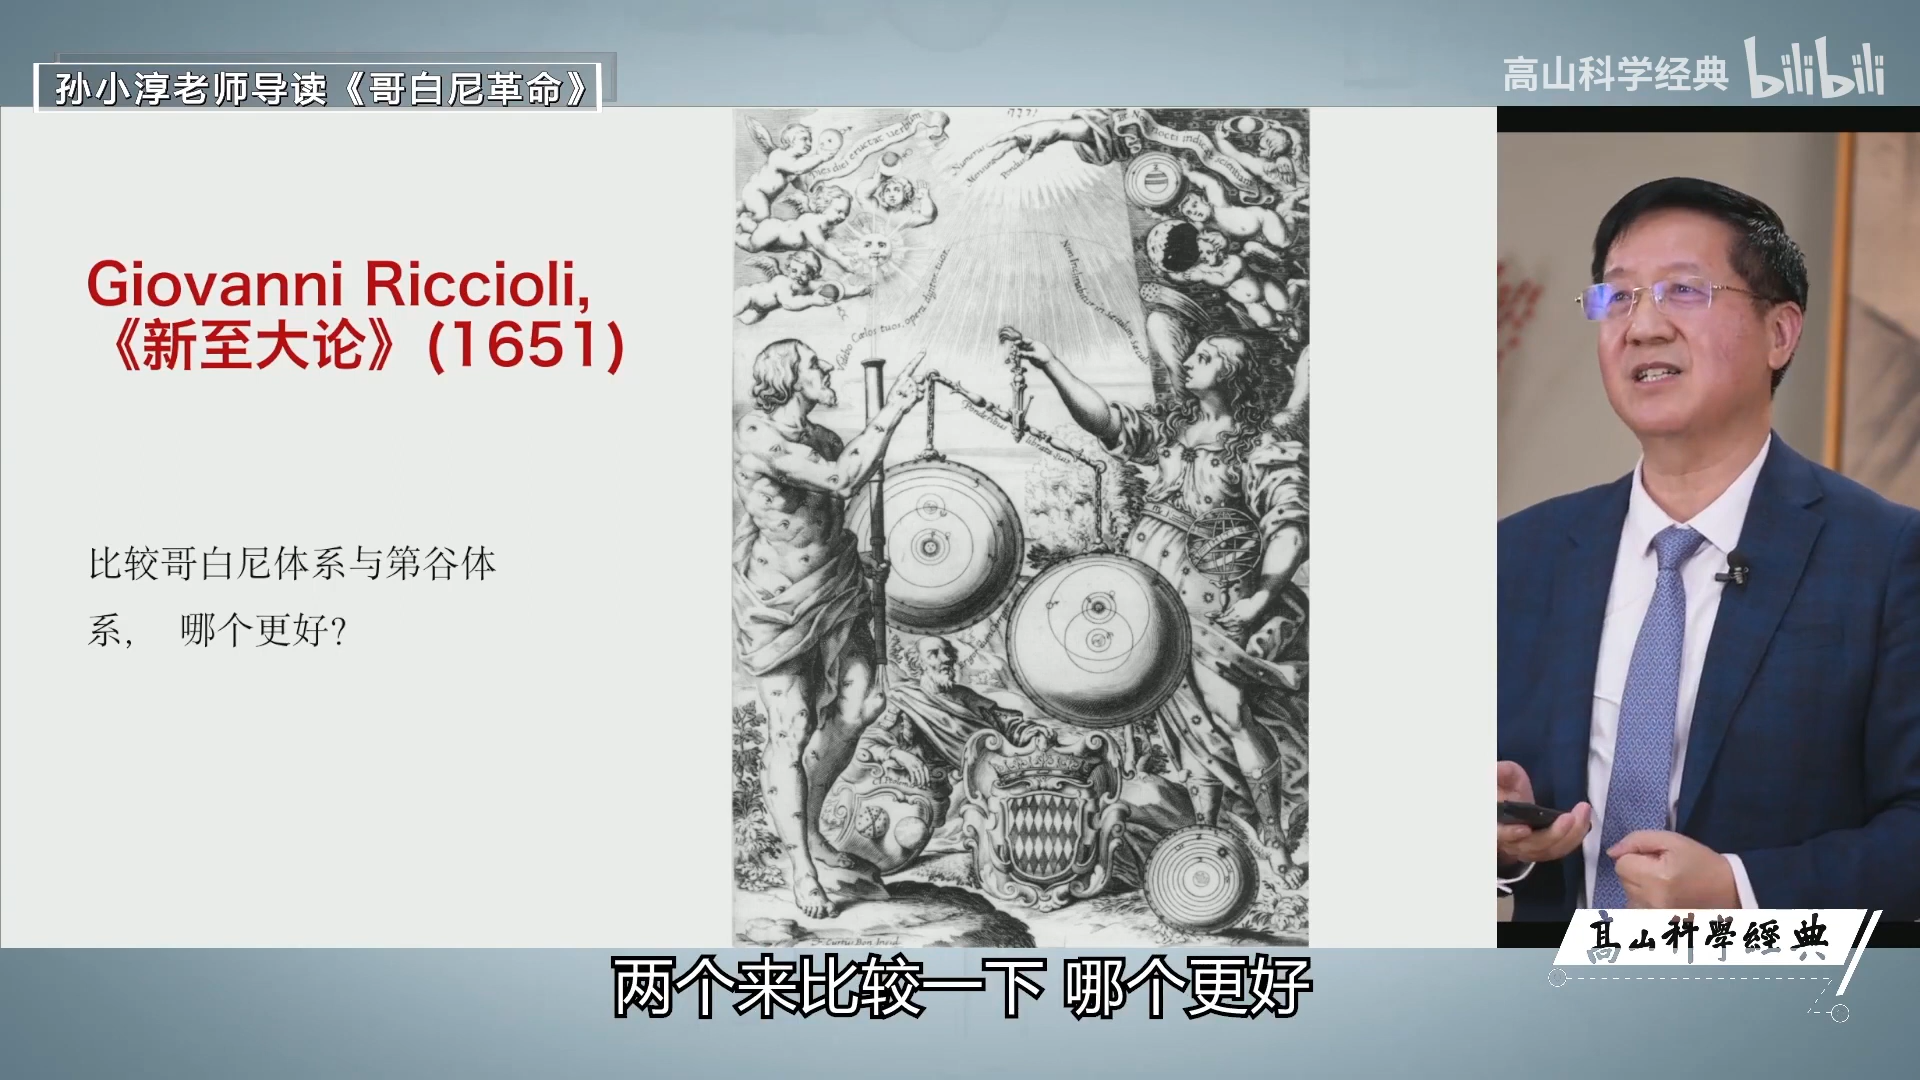 孙小淳老师导读《哥白尼革命》
高山科学经典 bilibili
Giovanni Riccioli,
《新至大论》(1651)
比较哥白尼体系与第谷体
系， 哪个更好？
Numerus
Mensura
Pondus
高山科學經典
两个来比较一下 哪个更好